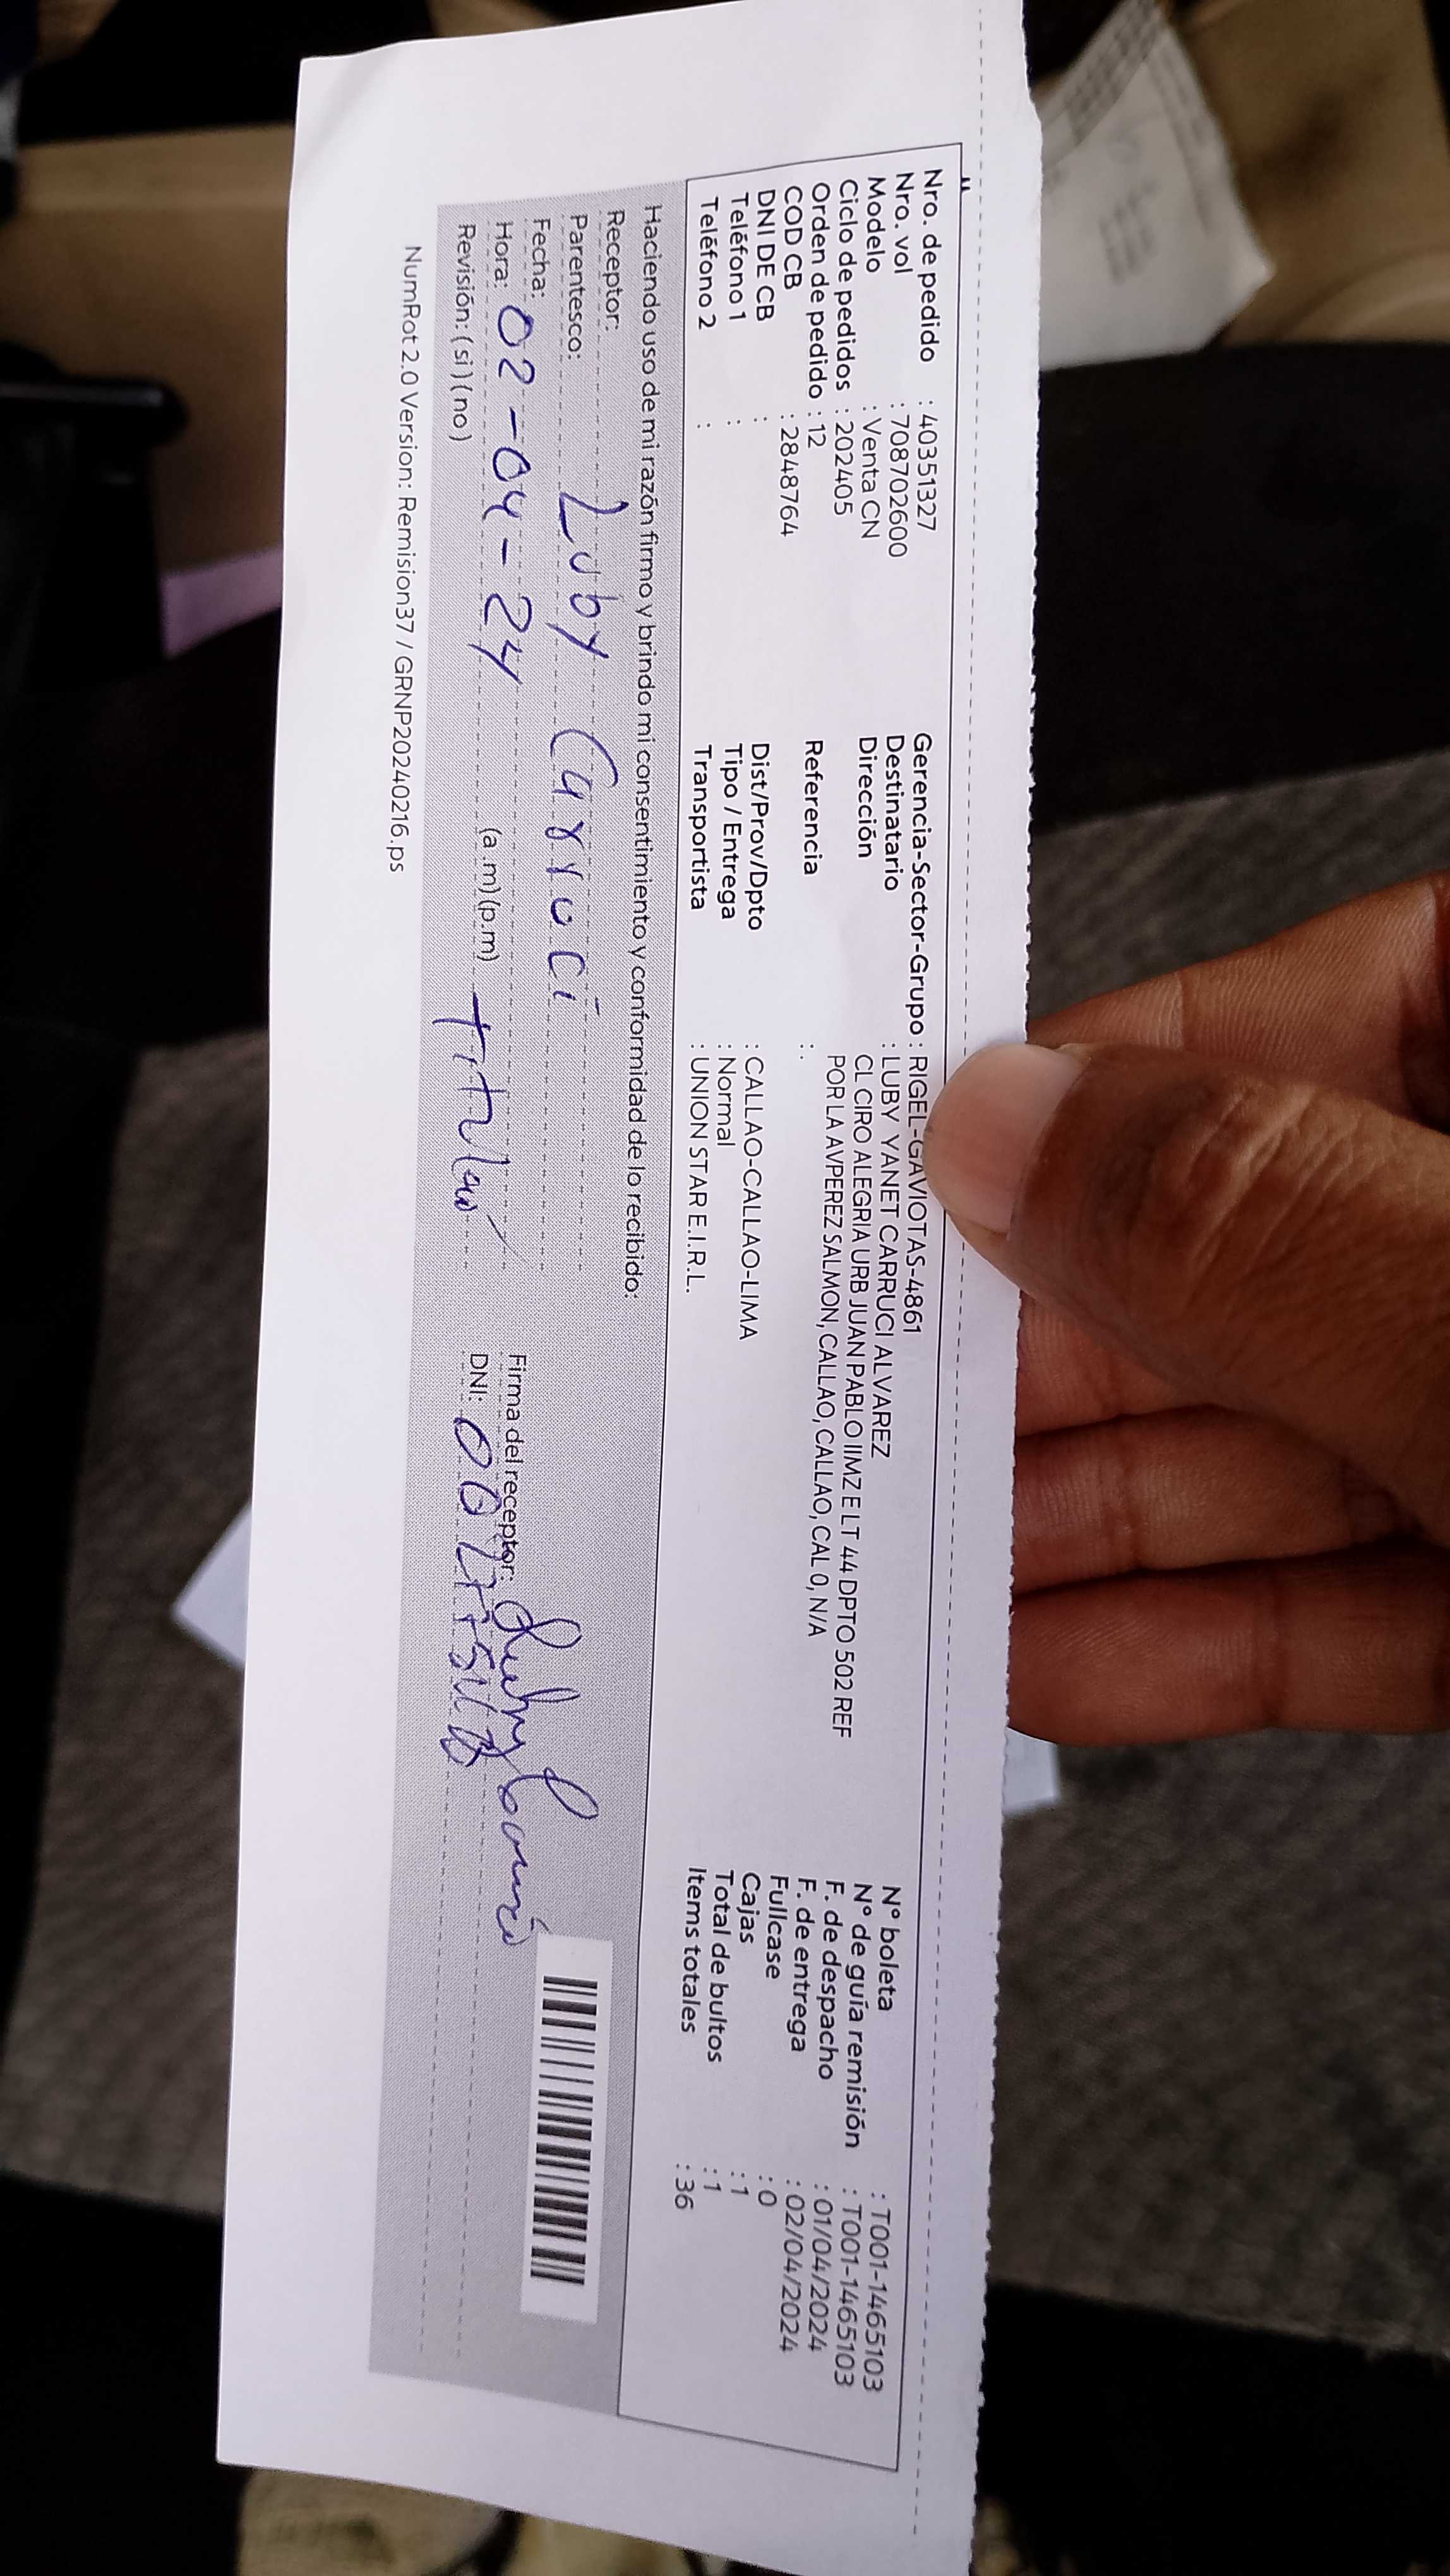 Nro. de pedido : 40351327
Nro. vol : 708702600
Modelo : Venta CN
Ciclo de pedidos : 202405
Orden de pedido : 12
COD CB : 2848764
DNI DE CB :
Teléfono 1 :
Teléfono 2 :
Gerencia-Sector-Grupo : RIGEL-GAVIOTAS-4861
Destinatario : LUBY YANET CARRUCI ALVAREZ
Dirección CL CIRO ALEGRIA URB JUAN PABLO IIMZ E LT 44 DPTO 502 REF
POR LA AVPEREZ SALMON, CALLAO, CALLAO, CAL 0, N/A
Referencia : .
Dist/Prov/Dpto : CALLAO-CALLAO-LIMA
Tipo / Entrega : Normal
Transportista : UNION STAR E.I.R.L.
N° boleta : T001-1465103
N° de guía remisión : T001-1465103
F. de despacho : 01/04/2024
F. de entrega : 02/04/2024
Fullcase : 0
Cajas : 1
Total de bultos : 1
Items totales : 36
Haciendo uso de mi razón firmo y brindo mi consentimiento y conformidad de lo recibido:
Receptor: Luby Carruci
Parentesco:
Fecha: 02-04-24
Hora: (a .m)(p.m) titular
Revisión: (si) (no)
Firma del receptor:
DNI:
NumRot 2.0 Version: Remision37 / GRNP20240216.ps